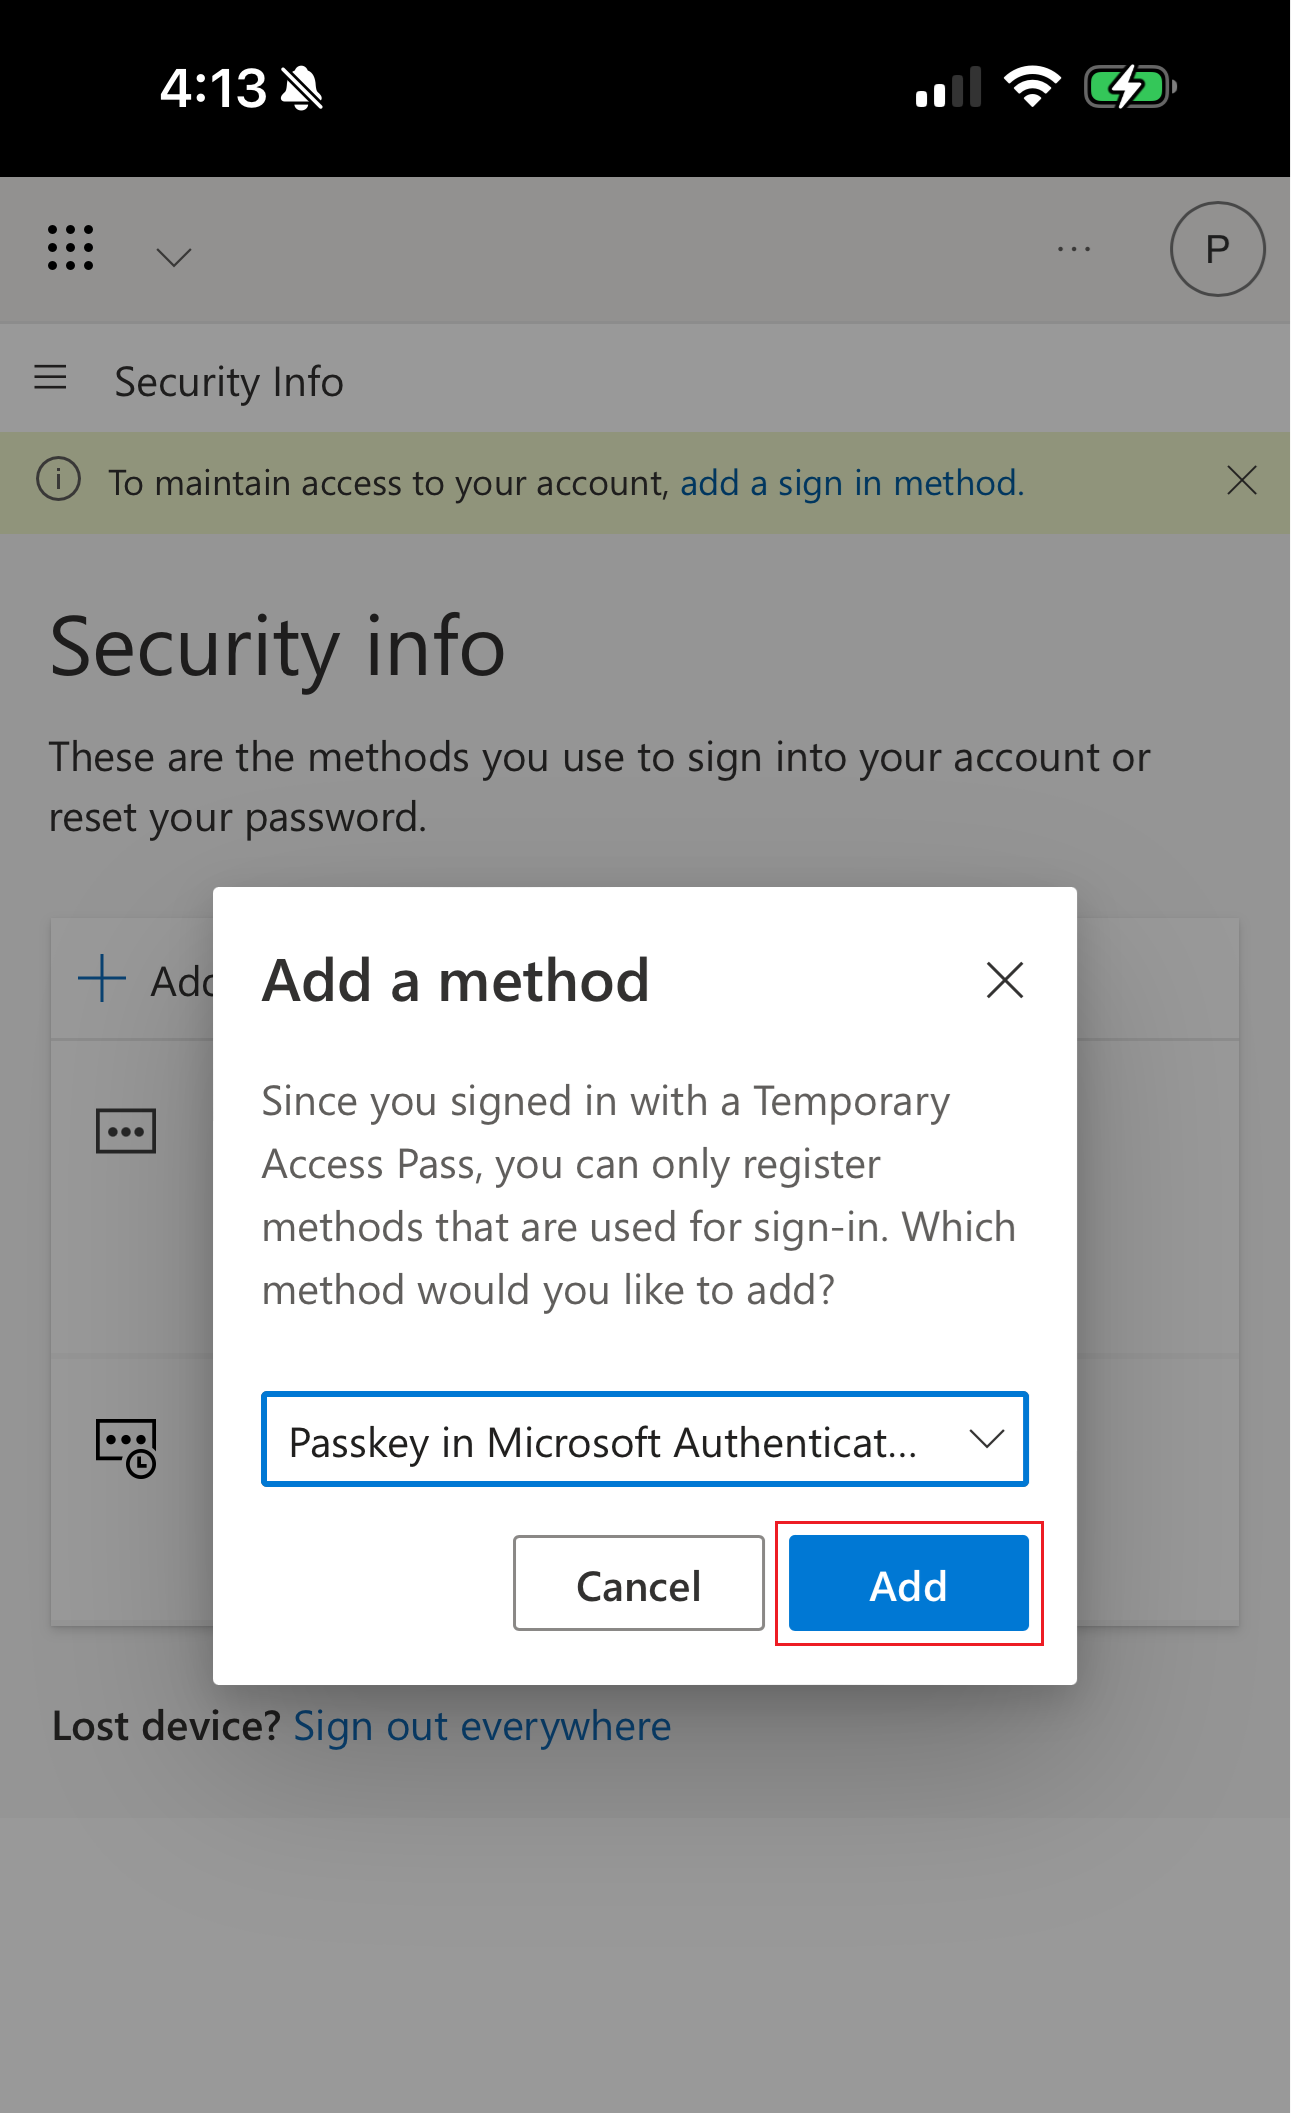 4:13
P
Security Info
To maintain access to your account, add a sign in method.
Security info
These are the methods you use to sign into your account or
reset your password.
Add a method
Since you signed in with a Temporary
Access Pass, you can only register
methods that are used for sign-in. Which
method would you like to add?
Passkey in Microsoft Authenticat...
Cancel
Add
Lost device? Sign out everywhere